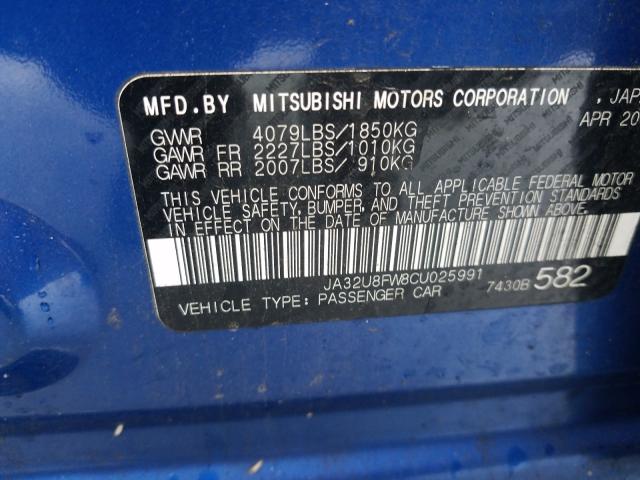 MFD.BY MITSUBISHI MOTORS CORPORATION , JAP
APR 20
GVWR 4079LBS/1850KG
GAWR FR 2227LBS/1010KG
GAWR RR 2007LBS/ 910KG
THIS VEHICLE CONFORMS TO ALL APPLICABLE FEDERAL MOTOR
VEHICLE SAFETY, BUMPER, AND THEFT PREVENTION STANDARDS
IN EFFECT ON THE DATE OF MANUFACTURE SHOWN ABOVE.
JA32U8FW8CU025991
VEHICLE TYPE: PASSENGER CAR 7430B 582